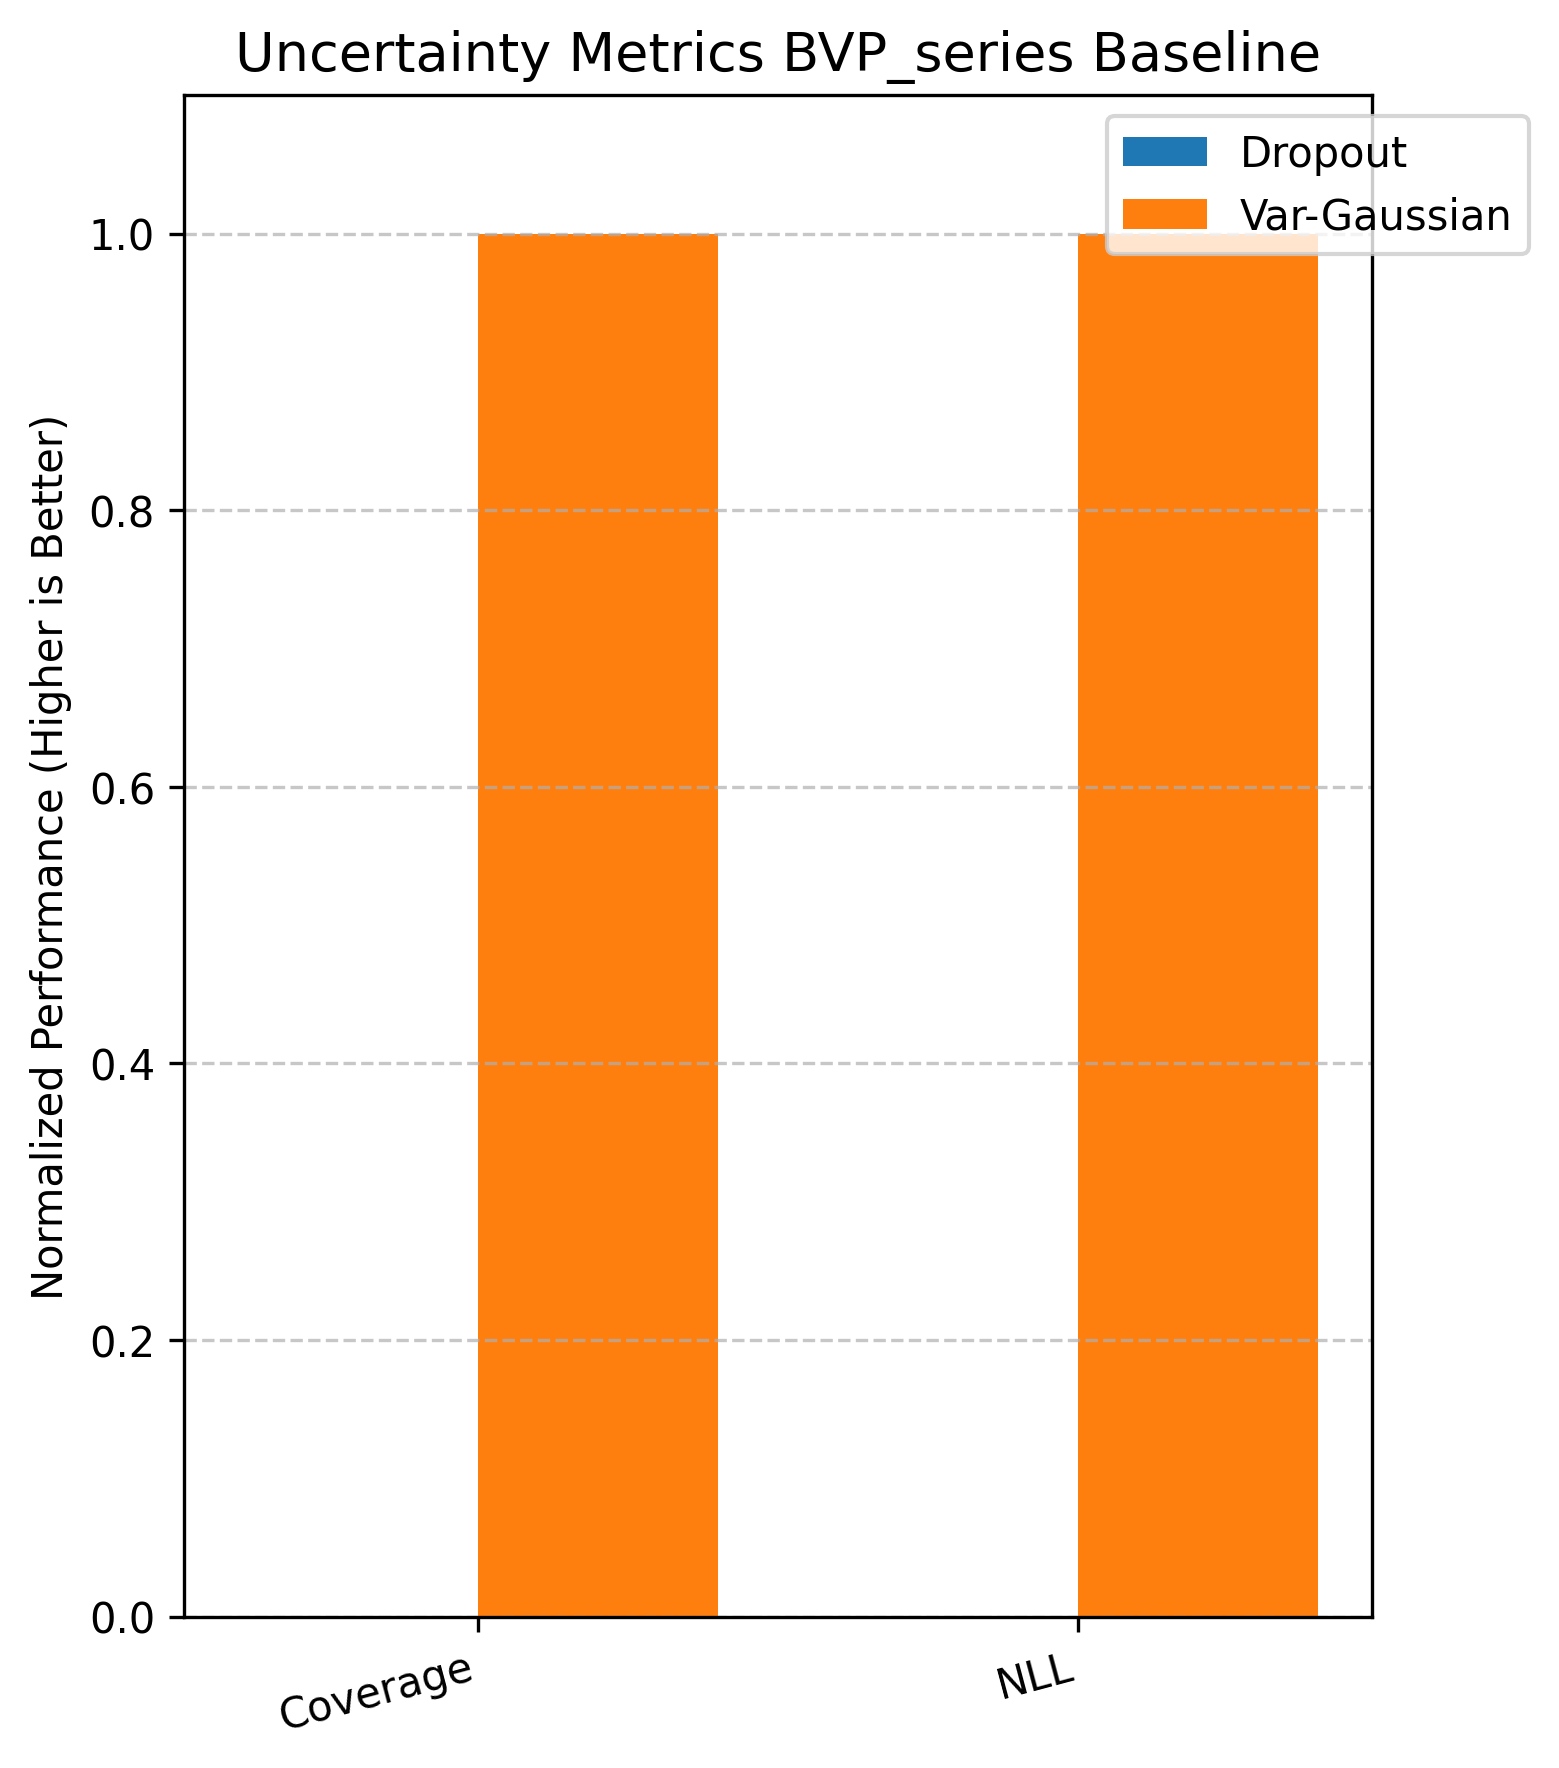 Uncertainty Metrics BVP_series Baseline
Dropout
Var-Gaussian
Normalized Performance (Higher is Better)
1.0
0.8
0.6
0.4
0.2
0.0
Coverage
NLL